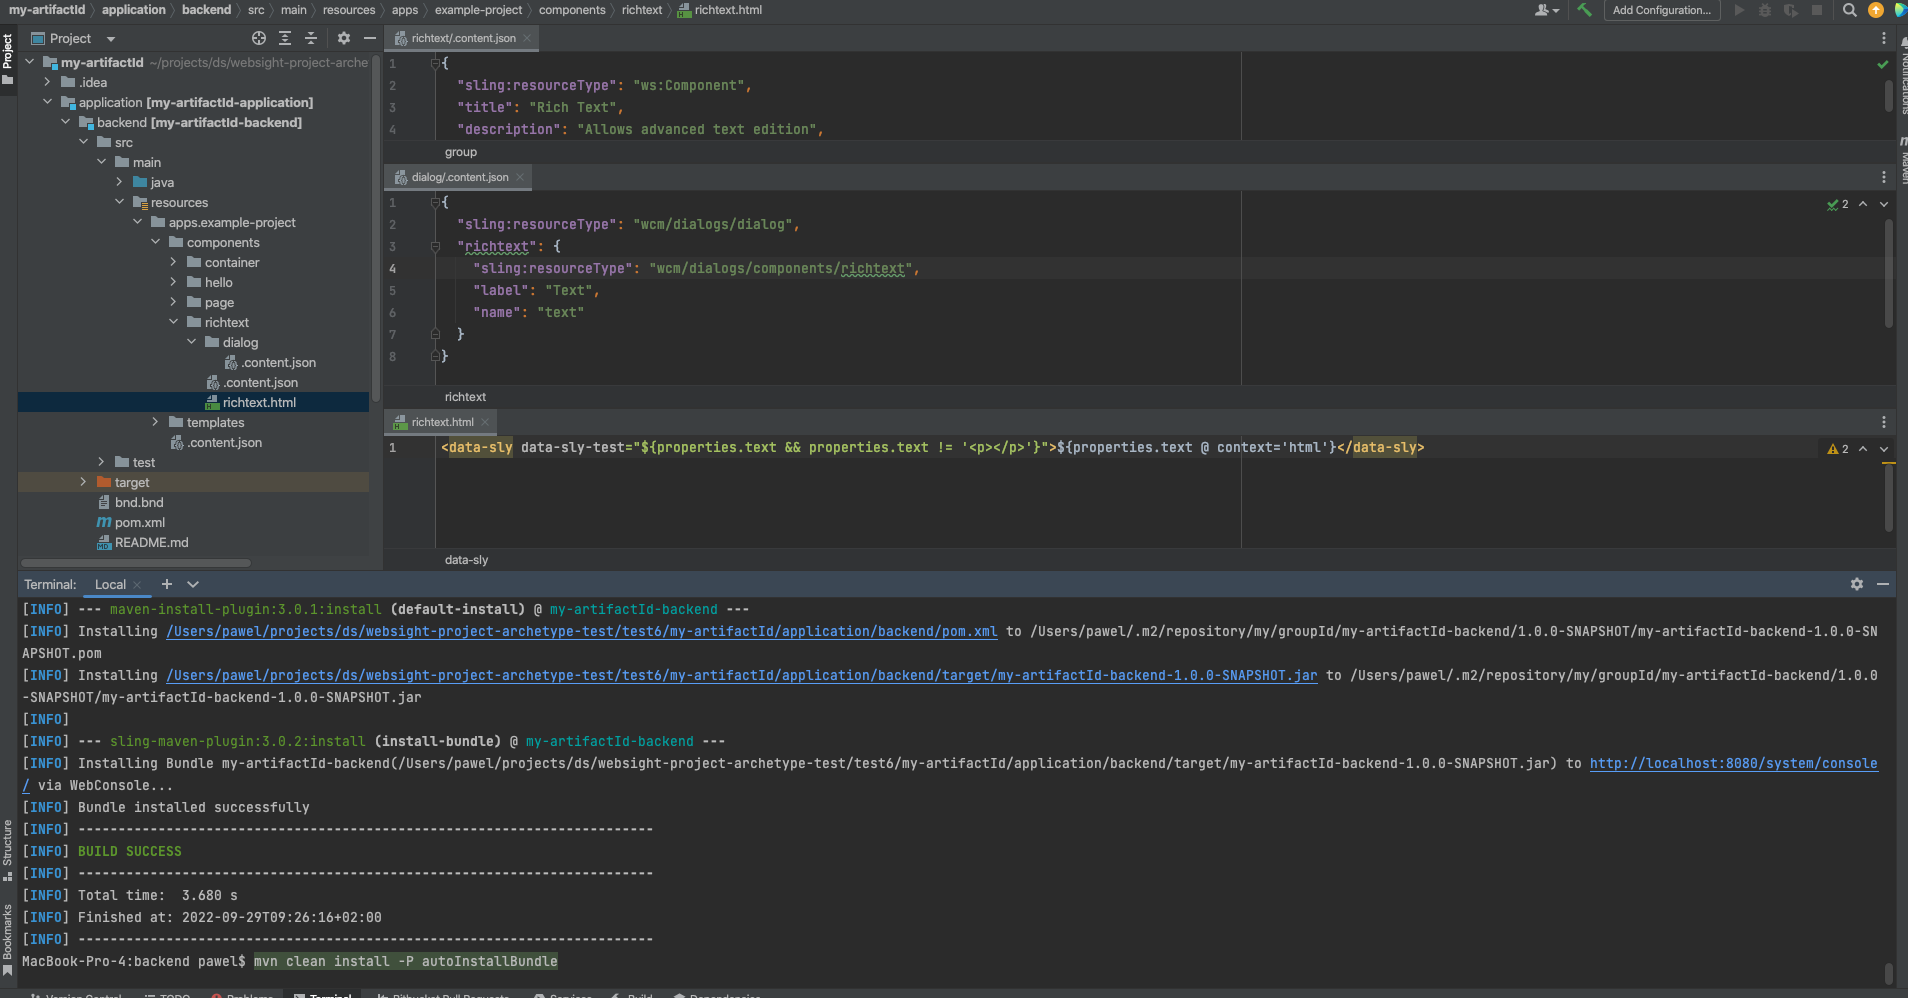 my-artifactId > application > backend > src > main > resources > apps > example-project > components > richtext > richtext.html
Add Configuration...
Project
Project
my-artifactId ~/projects/ds/websight-project-arche
.idea
application [my-artifactId-application]
backend [my-artifactId-backend]
src
main
java
resources
apps.example-project
components
container
hello
page
richtext
dialog
.content.json
.content.json
richtext.html
templates
.content.json
test
target
bnd.bnd
pom.xml
README.md
richtext/.content.json
1 {
2 "sling:resourceType": "ws:Component",
3 "title": "Rich Text",
4 "description": "Allows advanced text edition",
group
dialog/.content.json
1 {
2 "sling:resourceType": "wcm/dialogs/dialog",
3 "richtext": {
4 "sling:resourceType": "wcm/dialogs/components/richtext",
5 "label": "Text",
6 "name": "text"
7 }
8 }
2
richtext
richtext.html
1 <data-sly data-sly-test="${properties.text && properties.text != '<p></p>'}">${properties.text @ context='html'}</data-sly>
2
data-sly
Notifications
Maven
Terminal: Local
[INFO] --- maven-install-plugin:3.0.1:install (default-install) @ my-artifactId-backend ---
[INFO] Installing /Users/pawel/projects/ds/websight-project-archetype-test/test6/my-artifactId/application/backend/pom.xml to /Users/pawel/.m2/repository/my/groupId/my-artifactId-backend/1.0.0-SNAPSHOT/my-artifactId-backend-1.0.0-SN
APSHOT.pom
[INFO] Installing /Users/pawel/projects/ds/websight-project-archetype-test/test6/my-artifactId/application/backend/target/my-artifactId-backend-1.0.0-SNAPSHOT.jar to /Users/pawel/.m2/repository/my/groupId/my-artifactId-backend/1.0.0
-SNAPSHOT/my-artifactId-backend-1.0.0-SNAPSHOT.jar
[INFO]
[INFO] --- sling-maven-plugin:3.0.2:install (install-bundle) @ my-artifactId-backend ---
[INFO] Installing Bundle my-artifactId-backend(/Users/pawel/projects/ds/websight-project-archetype-test/test6/my-artifactId/application/backend/target/my-artifactId-backend-1.0.0-SNAPSHOT.jar) to http://localhost:8080/system/console
/ via WebConsole...
[INFO] Bundle installed successfully
[INFO] ------------------------------------------------------------------------
[INFO] BUILD SUCCESS
[INFO] ------------------------------------------------------------------------
[INFO] Total time:  3.680 s
[INFO] Finished at: 2022-09-29T09:26:16+02:00
[INFO] ------------------------------------------------------------------------
MacBook-Pro-4:backend pawel$ mvn clean install -P autoInstallBundle
Structure
Bookmarks
Version Control
TODO
Problems
Terminal
Bitbucket Pull Requests
Services
Build
Dependencies